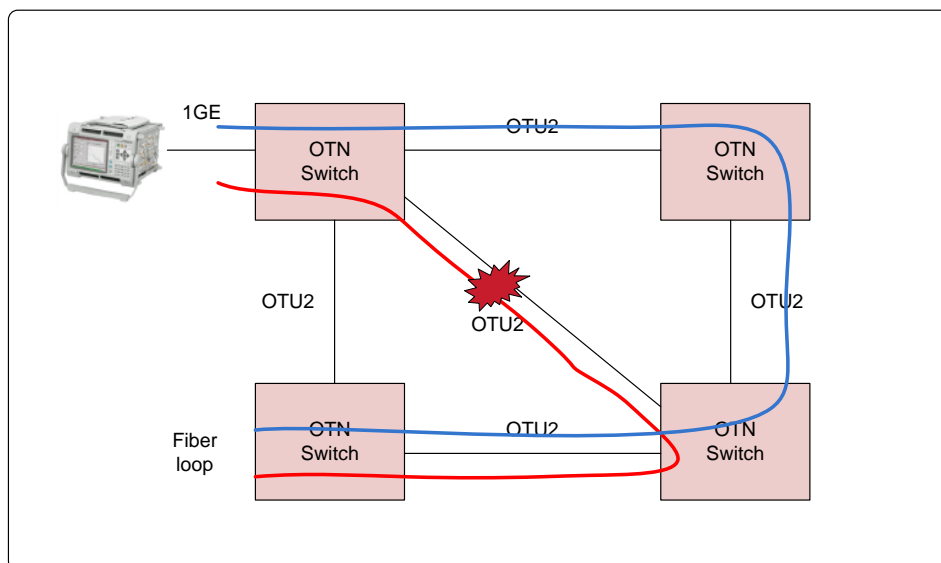 1GE
OTU2
OTN
Switch
OTN
Switch
OTU2
OTU2
OTU2
Fiber
loop
OTN
Switch
OTU2
OTN
Switch